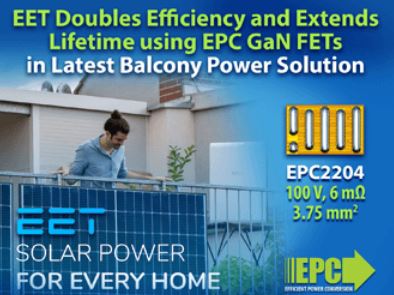 EET Doubles Efficiency and Extends
Lifetime using EPC GaN FETs
in Latest Balcony Power Solution
EPC2204
100 V, 6 mΩ
3.75 mm²
EET
SOLAR POWER
FOR EVERY HOME
EPC
EFFICIENT POWER CONVERSION